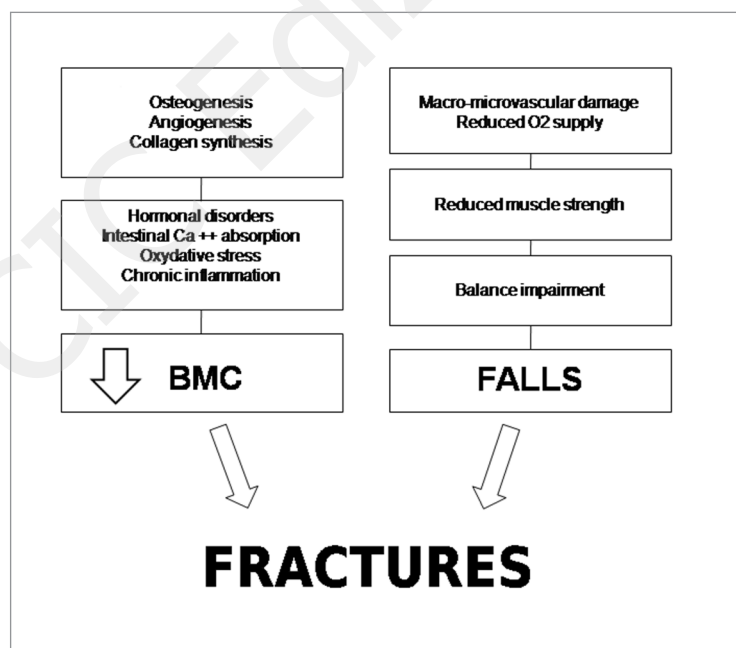 Osteogenesis
Angiogenesis
Collagen synthesis
Hormonal disorders
Intestinal Ca ++ absorption
Oxydative stress
Chronic inflammation
BMC
Macro-microvascular damage
Reduced O2 supply
Reduced muscle strength
Balance impairment
FALLS
FRACTURES
CIC